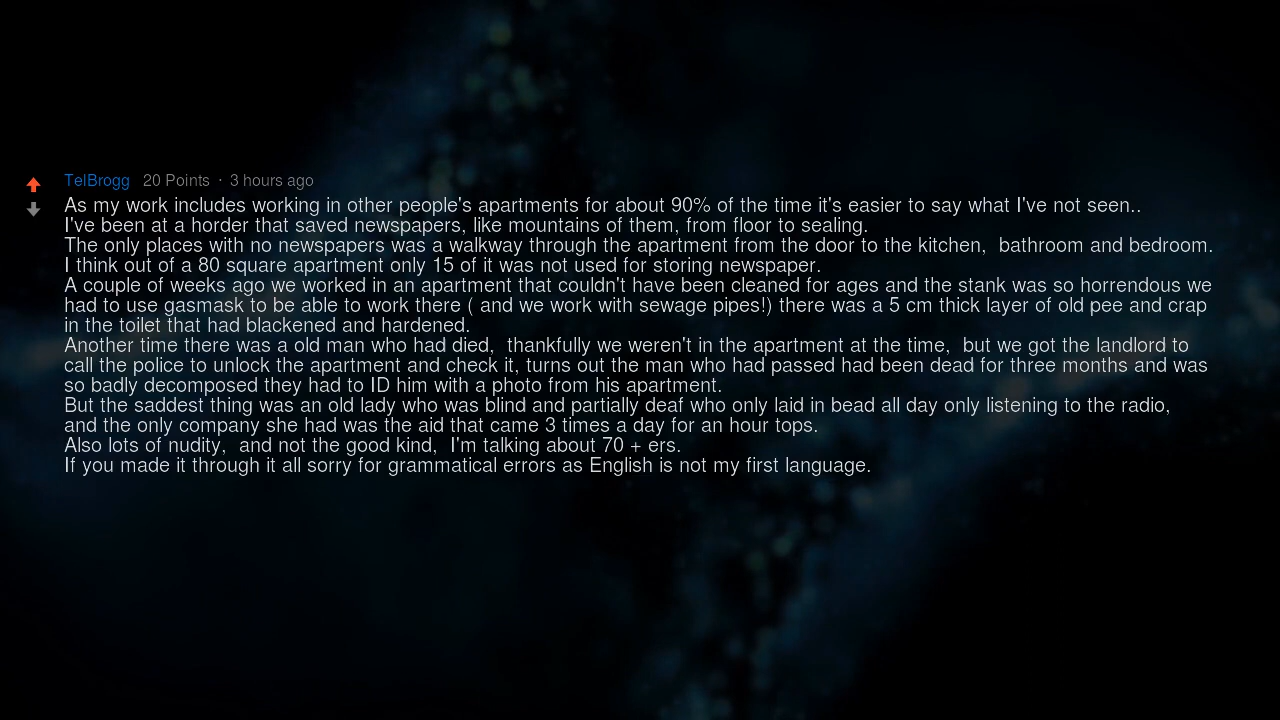 TelBrogg 20 Points · 3 hours ago
As my work includes working in other people's apartments for about 90% of the time it's easier to say what I've not seen..
I've been at a horder that saved newspapers, like mountains of them, from floor to sealing.
The only places with no newspapers was a walkway through the apartment from the door to the kitchen,  bathroom and bedroom.
I think out of a 80 square apartment only 15 of it was not used for storing newspaper.
A couple of weeks ago we worked in an apartment that couldn't have been cleaned for ages and the stank was so horrendous we
had to use gasmask to be able to work there ( and we work with sewage pipes!) there was a 5 cm thick layer of old pee and crap
in the toilet that had blackened and hardened.
Another time there was a old man who had died,  thankfully we weren't in the apartment at the time,  but we got the landlord to
call the police to unlock the apartment and check it, turns out the man who had passed had been dead for three months and was
so badly decomposed they had to ID him with a photo from his apartment.
But the saddest thing was an old lady who was blind and partially deaf who only laid in bead all day only listening to the radio,
and the only company she had was the aid that came 3 times a day for an hour tops.
Also lots of nudity,  and not the good kind,  I'm talking about 70 + ers.
If you made it through it all sorry for grammatical errors as English is not my first language.